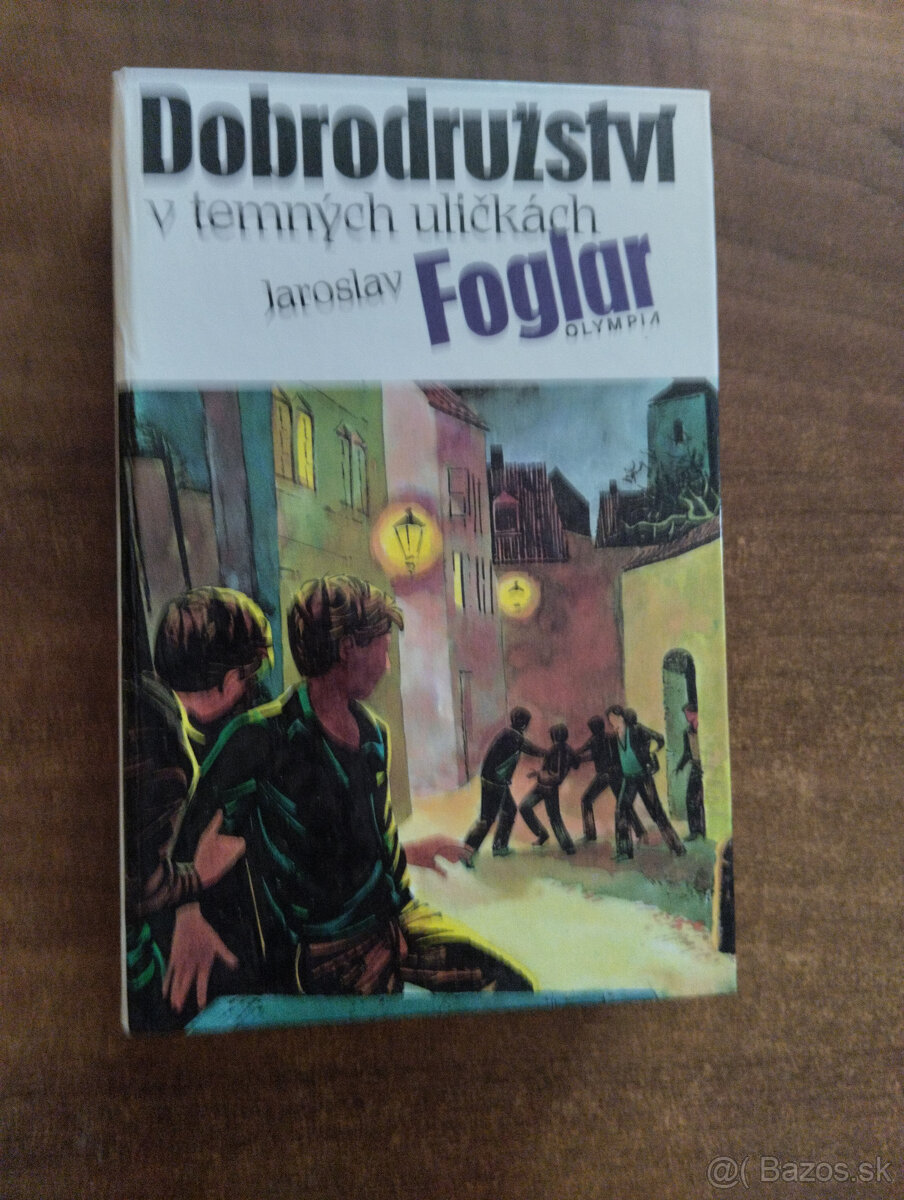 Dobrodružství
v temných uličkách
Jaroslav Foglar
OLYMPIA
@( Bazos.sk